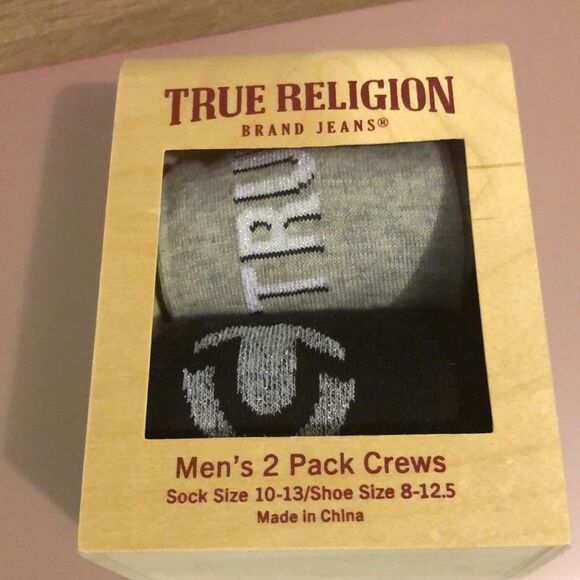 TRUE RELIGION
BRAND JEANS®
TRU
Men's 2 Pack Crews
Sock Size 10-13/Shoe Size 8-12.5
Made in China